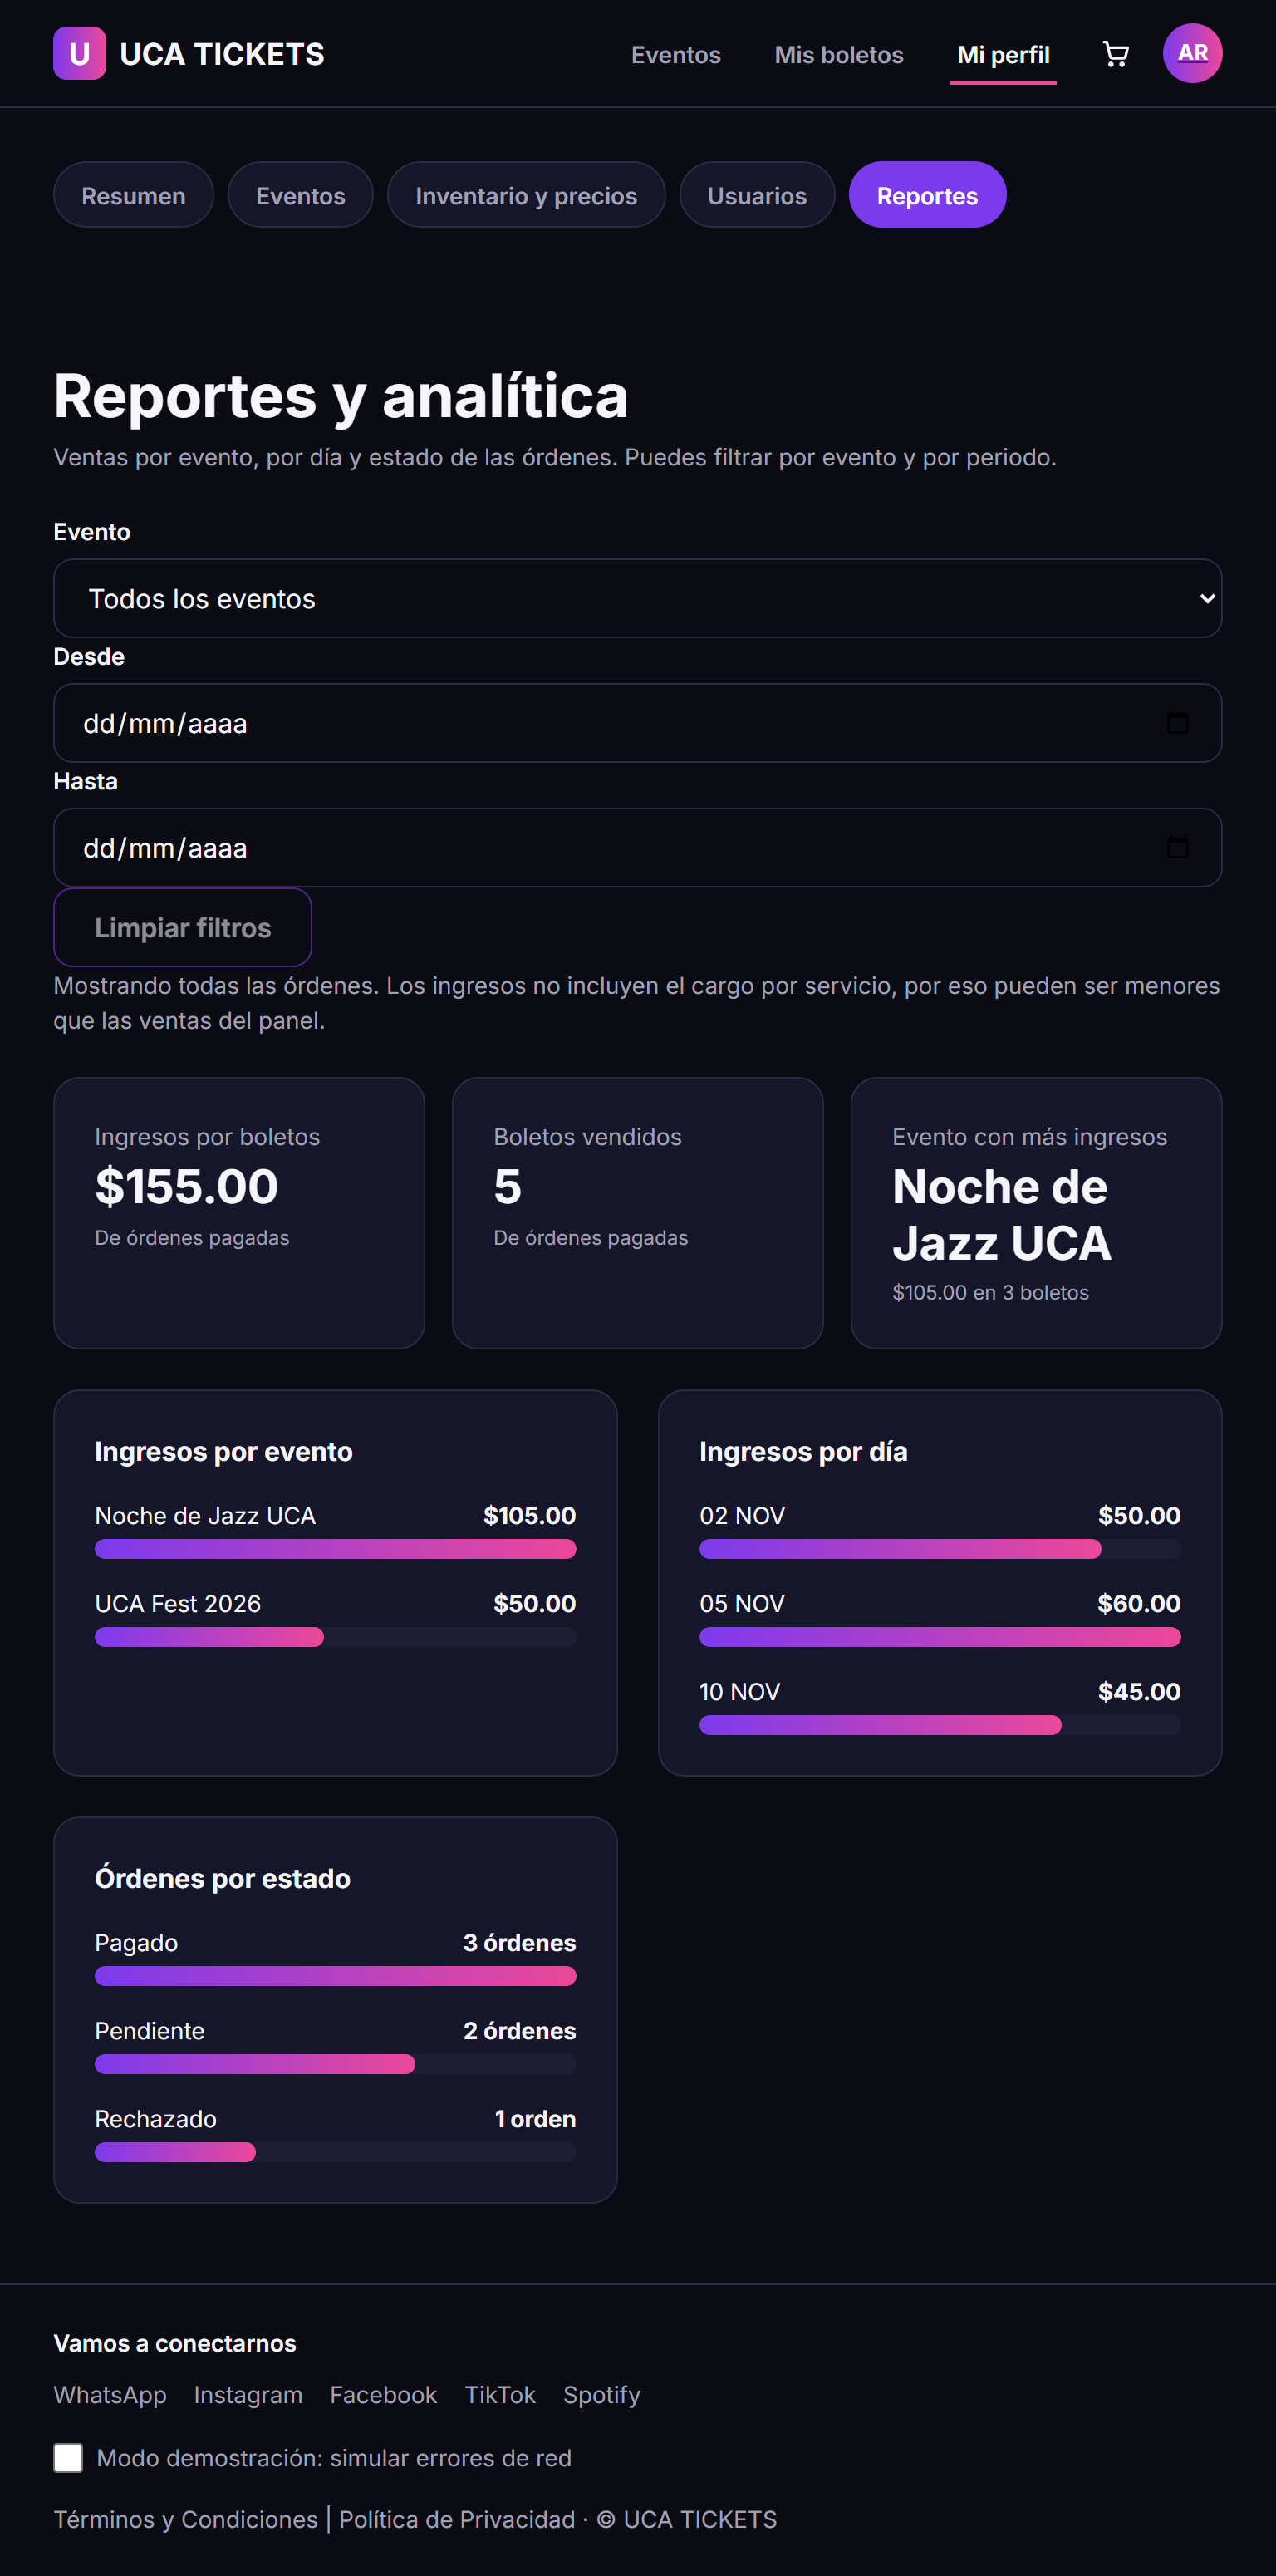 U UCA TICKETS
Eventos Mis boletos Mi perfil AR
Resumen Eventos Inventario y precios Usuarios Reportes
Reportes y analítica
Ventas por evento, por día y estado de las órdenes. Puedes filtrar por evento y por periodo.
Evento
Todos los eventos
Desde
dd/mm/aaaa
Hasta
dd/mm/aaaa
Limpiar filtros
Mostrando todas las órdenes. Los ingresos no incluyen el cargo por servicio, por eso pueden ser menores
que las ventas del panel.
Ingresos por boletos
$155.00
De órdenes pagadas
Boletos vendidos
5
De órdenes pagadas
Evento con más ingresos
Noche de
Jazz UCA
$105.00 en 3 boletos
Ingresos por evento
Noche de Jazz UCA $105.00
UCA Fest 2026 $50.00
Ingresos por día
02 NOV $50.00
05 NOV $60.00
10 NOV $45.00
Órdenes por estado
Pagado 3 órdenes
Pendiente 2 órdenes
Rechazado 1 orden
Vamos a conectarnos
WhatsApp Instagram Facebook TikTok Spotify
Modo demostración: simular errores de red
Términos y Condiciones | Política de Privacidad · © UCA TICKETS